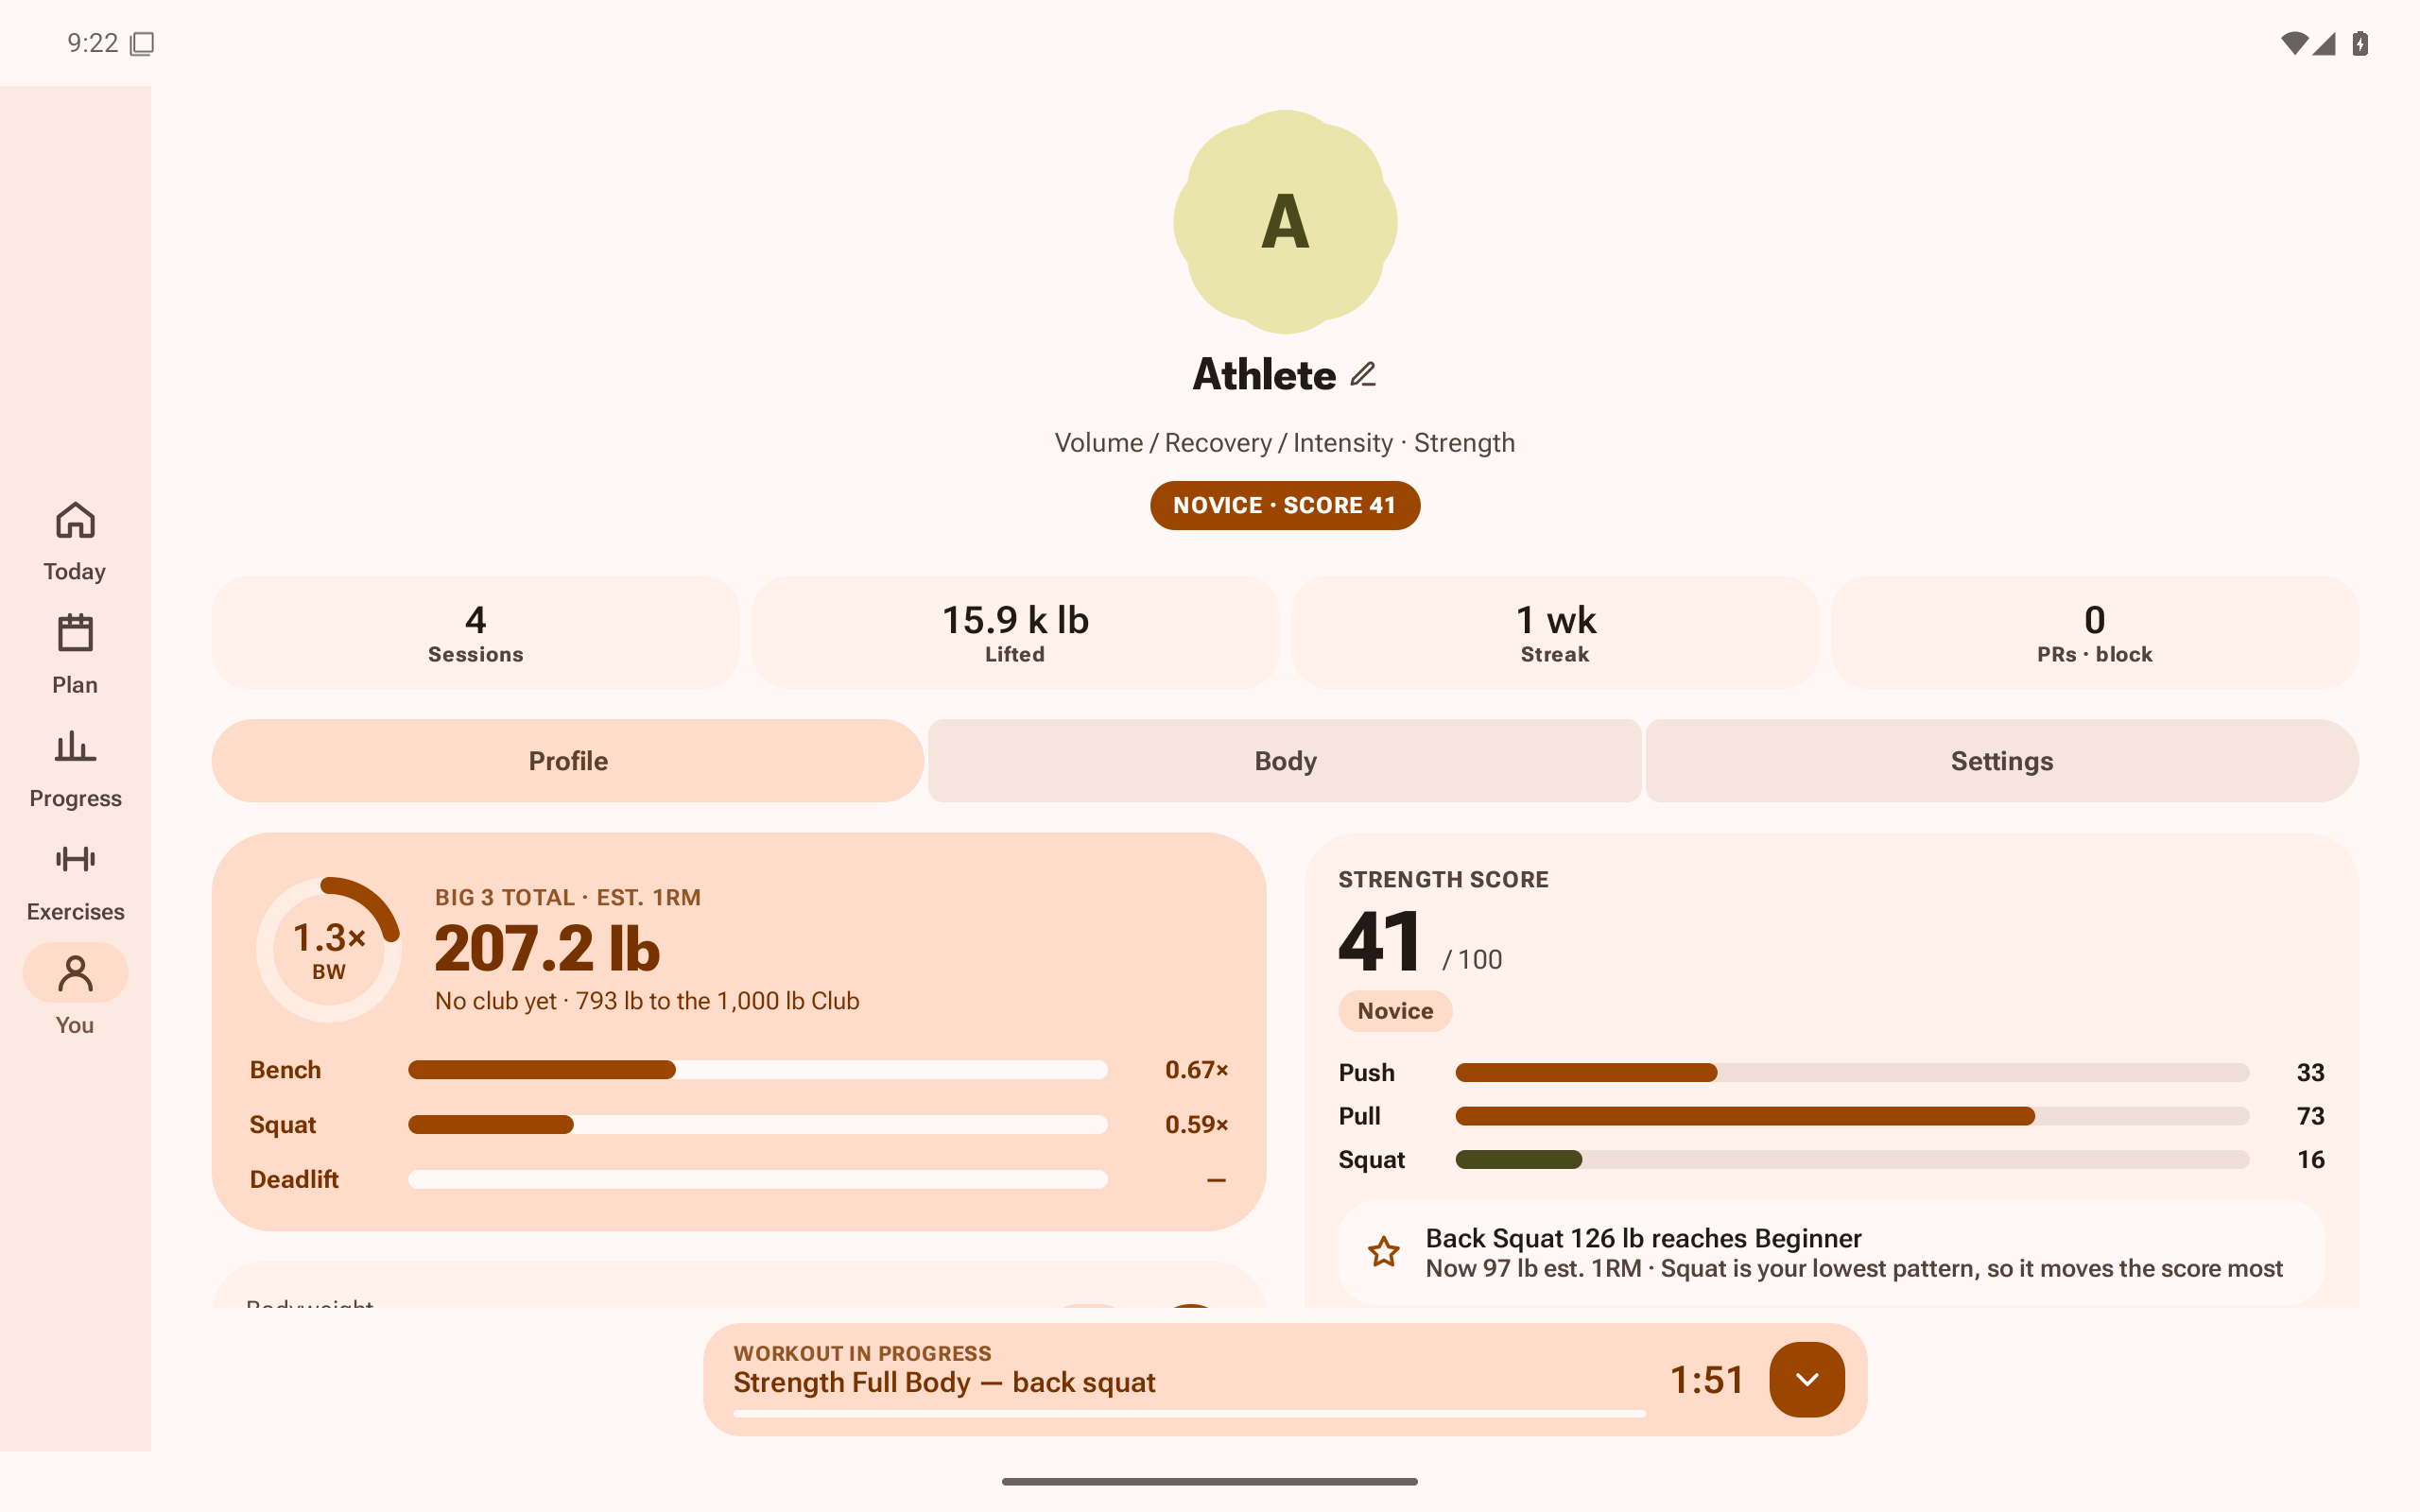 9:22
A
Athlete
Volume / Recovery / Intensity · Strength
NOVICE · SCORE 41
4
Sessions
15.9 k lb
Lifted
1 wk
Streak
0
PRs · block
Today
Plan
Progress
Exercises
You
Profile
Body
Settings
1.3×
BW
BIG 3 TOTAL · EST. 1RM
207.2 lb
No club yet · 793 lb to the 1,000 lb Club
Bench 0.67×
Squat 0.59×
Deadlift —
STRENGTH SCORE
41 / 100
Novice
Push 33
Pull 73
Squat 16
Back Squat 126 lb reaches Beginner
Now 97 lb est. 1RM · Squat is your lowest pattern, so it moves the score most
Bodyweight
WORKOUT IN PROGRESS
Strength Full Body — back squat
1:51